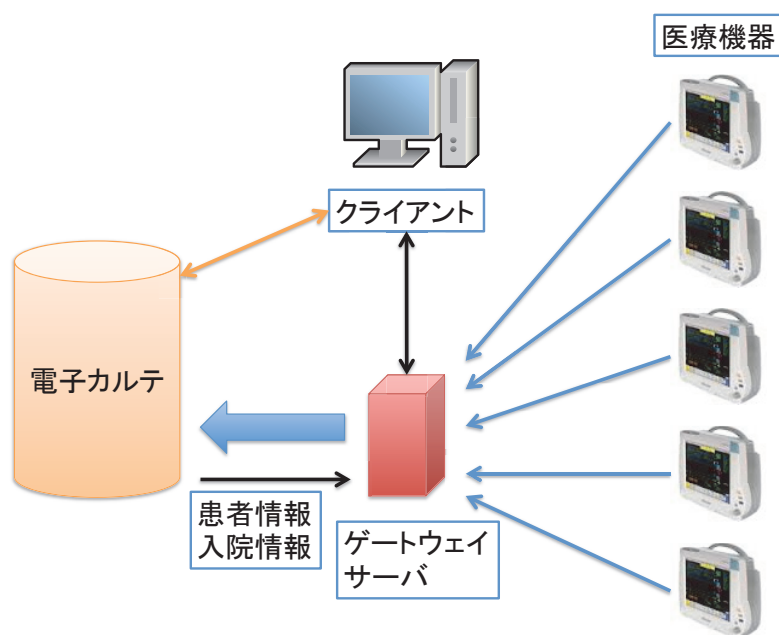 医療機器
クライアント
電子カルテ
患者情報
入院情報
ゲートウェイ
サーバ